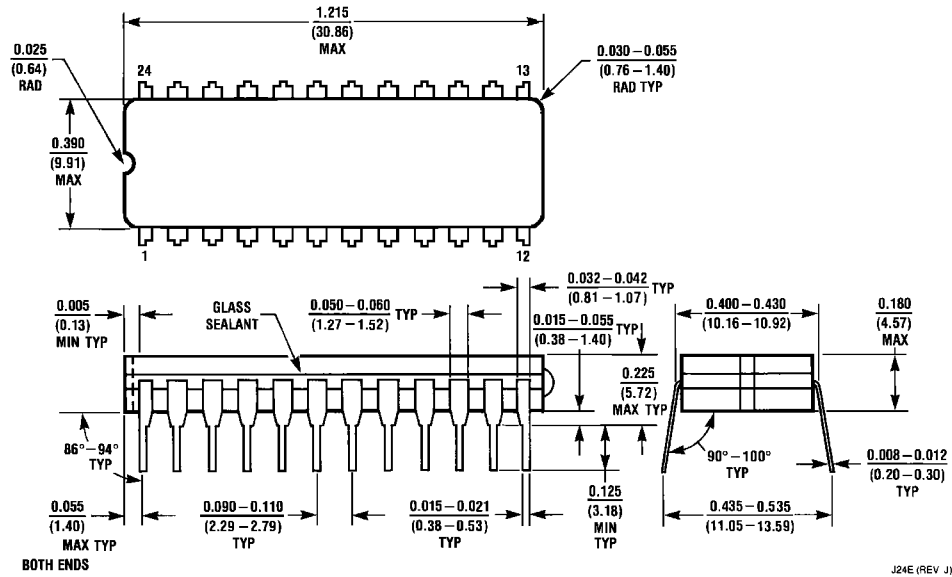 1.215
(30.86)
MAX
0.025
(0.64)
RAD
24
13
0.030–0.055
(0.76–1.40)
RAD TYP
0.390
(9.91)
MAX
1
12
0.005
(0.13)
MIN TYP
GLASS
SEALANT
0.050–0.060
(1.27–1.52)
TYP
0.032–0.042
(0.81–1.07)
TYP
0.015–0.055
(0.38–1.40)
TYP
0.400–0.430
(10.16–10.92)
0.180
(4.57)
MAX
0.225
(5.72)
MAX TYP
86°–94°
TYP
90°–100°
TYP
0.008–0.012
(0.20–0.30)
TYP
0.055
(1.40)
MAX TYP
BOTH ENDS
0.090–0.110
(2.29–2.79)
TYP
0.015–0.021
(0.38–0.53)
TYP
0.125
(3.18)
MIN
TYP
0.435–0.535
(11.05–13.59)
J24E (REV J)